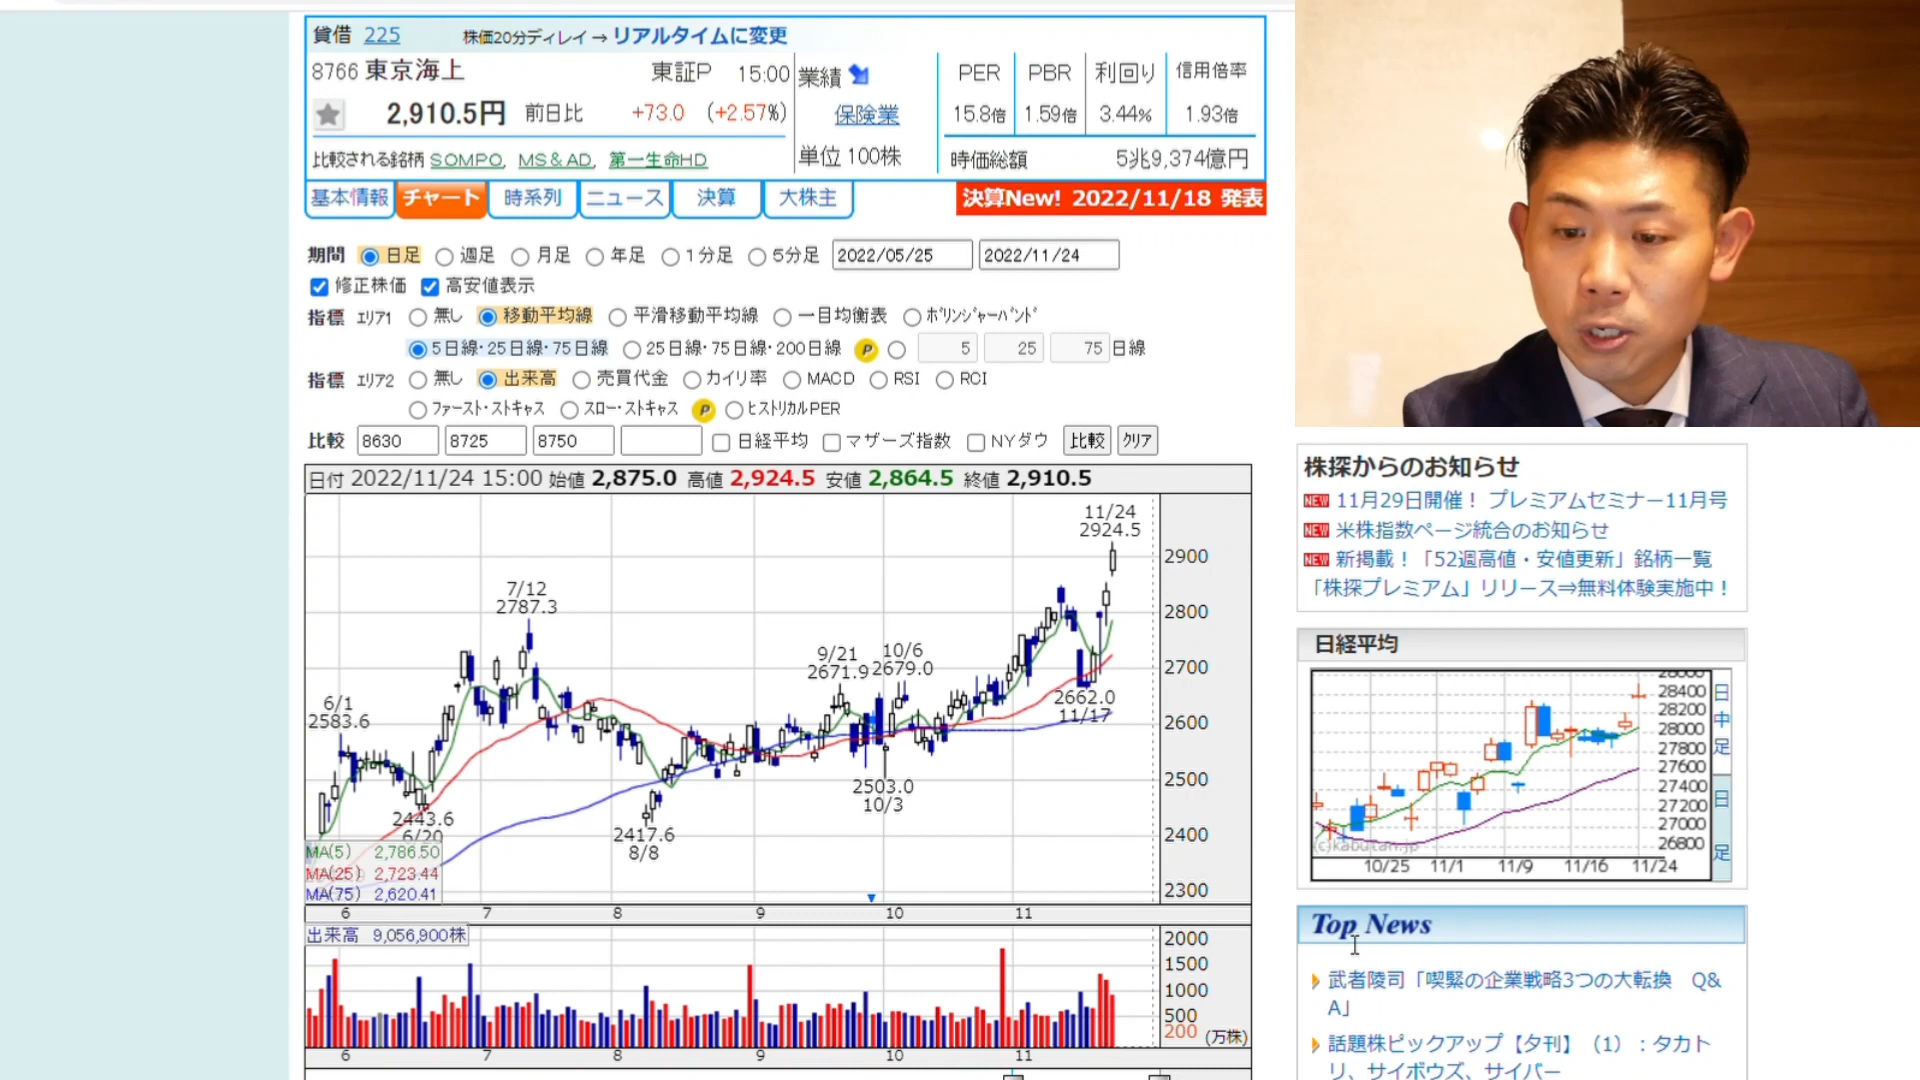 貸借 225 株価20分ディレイ → リアルタイムに変更
8766 東京海上 東証P 15:00 業績
2,910.5円 前日比 +73.0 (+2.57%) 保険業
比較される銘柄 SOMPO, MS&AD, 第一生命HD 単位 100株
PER PBR 利回り 信用倍率
15.8倍 1.59倍 3.44% 1.93倍
時価総額 5兆9,374億円
基本情報 チャート 時系列 ニュース 決算 大株主 決算New! 2022/11/18 発表
期間 日足 週足 月足 年足 1分足 5分足 2022/05/25 2022/11/24
修正株価 高安値表示
指標 エリア1 無し 移動平均線 平滑移動平均線 一目均衡表 ボリンジャーバンド
5日線・25日線・75日線 25日線・75日線・200日線 P 5 25 75 日線
指標 エリア2 無し 出来高 売買代金 カイリ率 MACD RSI RCI
ファースト・ストキャス スロー・ストキャス P ヒストリカルPER
比較 8630 8725 8750 日経平均 マザーズ指数 NYダウ 比較 クリア
日付 2022/11/24 15:00 始値 2,875.0 高値 2,924.5 安値 2,864.5 終値 2,910.5
11/24
2924.5
7/12
2787.3
9/21
2671.9
10/6
2679.0
6/1
2583.6
2662.0
11/17
2503.0
10/3
2443.6
6/20
2417.6
8/8
2900
2800
2700
2600
2500
2400
2300
MA(5) 2,786.50
MA(25) 2,723.44
MA(75) 2,620.41
6 7 8 9 10 11
出来高 9,056,900株
2000
1500
1000
500
200 (万株)
6 7 8 9 10 11
株探からのお知らせ
NEW 11月29日開催！ プレミアムセミナー11月号
NEW 米株指数ページ統合のお知らせ
NEW 新掲載！「52週高値・安値更新」銘柄一覧
「株探プレミアム」リリース⇒無料体験実施中！
日経平均
28400
28200
28000
27800
27600
27400
27200
27000
26800
日
中
足
日
足
(c)kabutan.jp
10/25 11/1 11/9 11/16 11/24
Top News
武者陵司「喫緊の企業戦略3つの大転換 Q&
A」
話題株ピックアップ【夕刊】（1）：タカト
リ、サイボウズ、サイバー